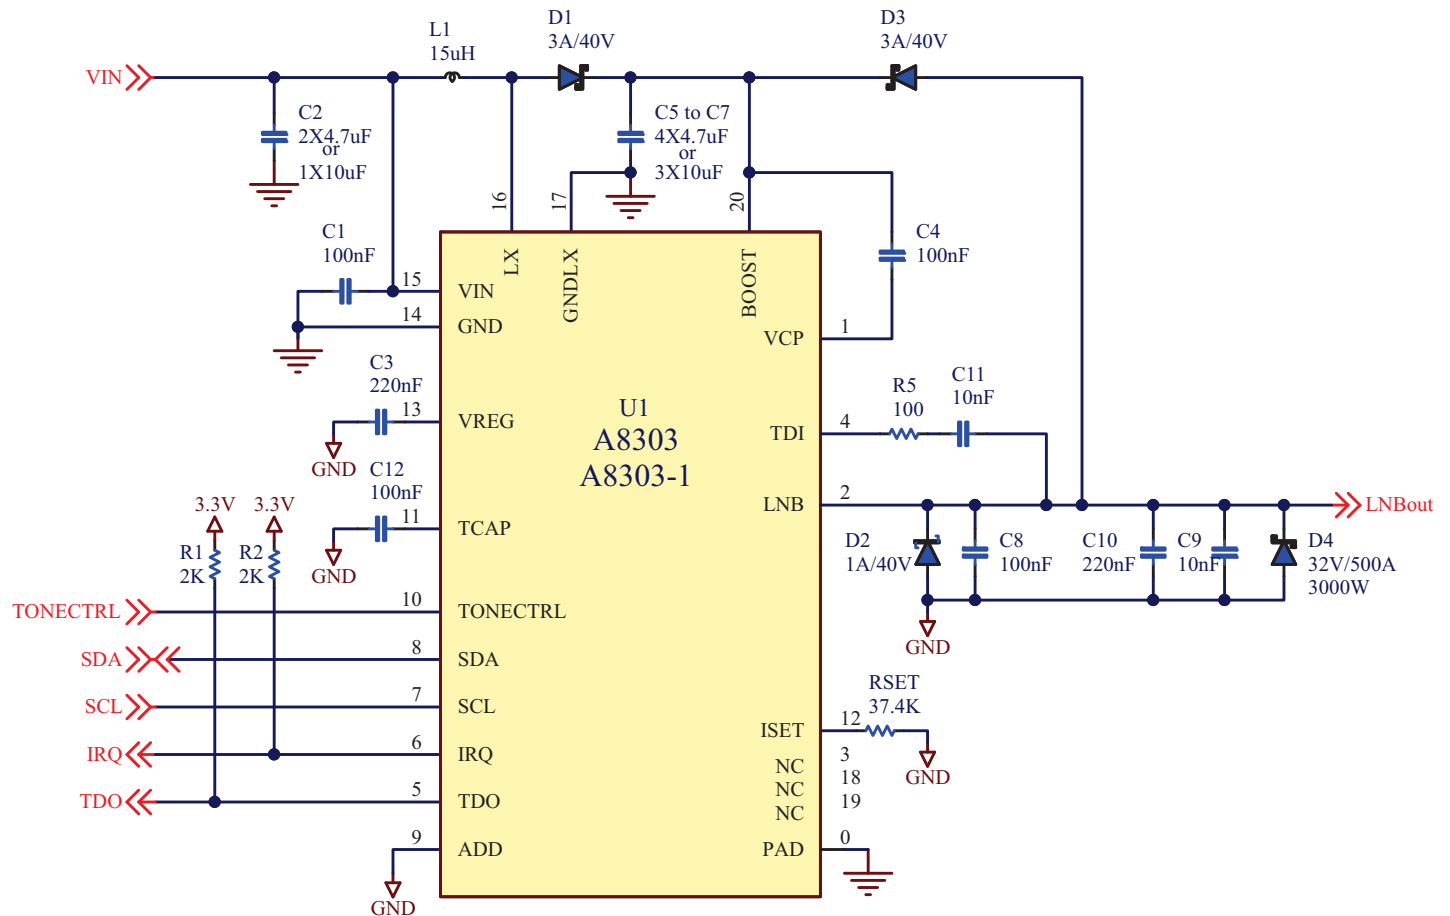 D1
3A/40V
D3
3A/40V
L1
15uH
VIN
C2
2X4.7uF
or
1X10uF
C5 to C7
4X4.7uF
or
3X10uF
16
17
20
C1
100nF
C4
100nF
LX
GNDLX
BOOST
15
VIN
14
GND
VCP
1
C3
220nF
13
VREG
GND
U1
A8303
A8303-1
R5
100
C11
10nF
TDI
4
C12
100nF
11
TCAP
GND
LNB
2
LNBout
3.3V
3.3V
R1
2K
R2
2K
D2
1A/40V
C8
100nF
C10
220nF
C9
10nF
D4
32V/500A
3000W
GND
TONECTRL
10
TONECTRL
SDA
8
SDA
SCL
7
SCL
IRQ
6
IRQ
TDO
5
TDO
9
ADD
GND
RSET
37.4K
ISET
12
GND
3
NC
18
NC
19
NC
PAD
0